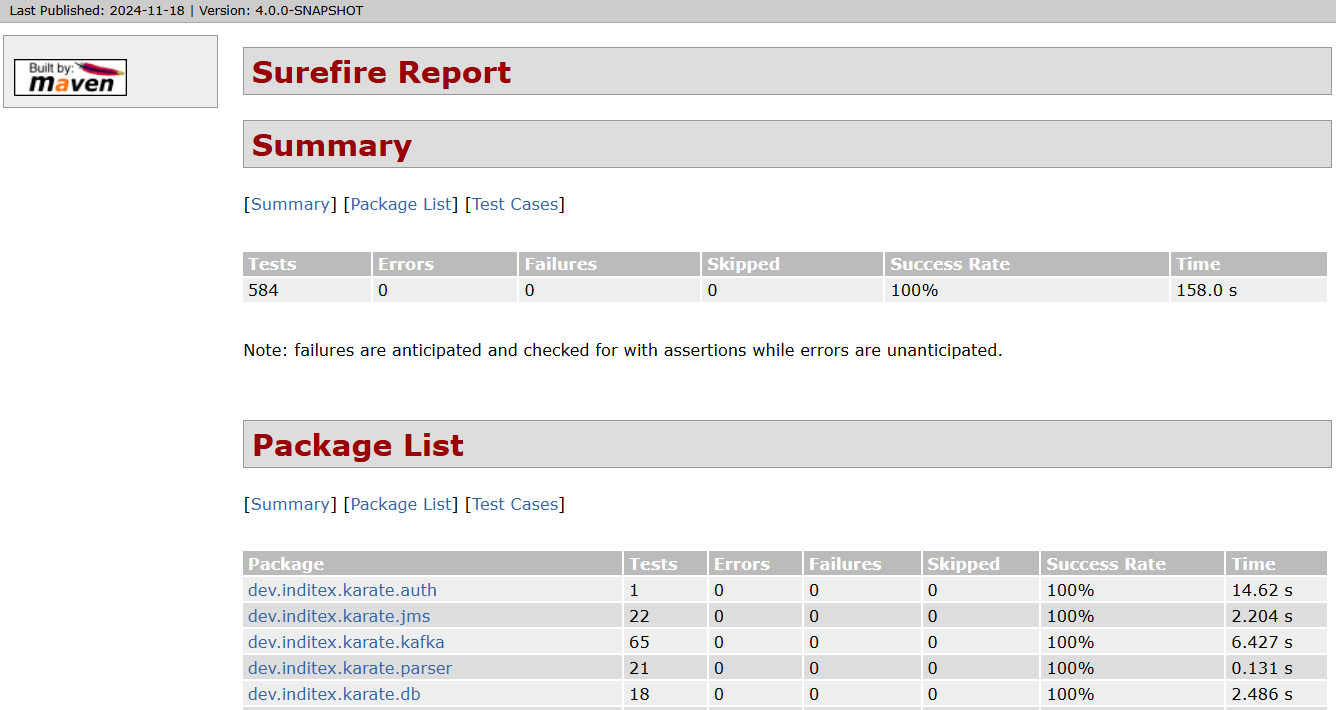 Last Published: 2024-11-18 | Version: 4.0.0-SNAPSHOT
Built by:
maven
Surefire Report
Summary
[Summary] [Package List] [Test Cases]
Tests Errors Failures Skipped Success Rate Time
584 0 0 0 100% 158.0 s
Note: failures are anticipated and checked for with assertions while errors are unanticipated.
Package List
[Summary] [Package List] [Test Cases]
Package Tests Errors Failures Skipped Success Rate Time
dev.inditex.karate.auth 1 0 0 0 100% 14.62 s
dev.inditex.karate.jms 22 0 0 0 100% 2.204 s
dev.inditex.karate.kafka 65 0 0 0 100% 6.427 s
dev.inditex.karate.parser 21 0 0 0 100% 0.131 s
dev.inditex.karate.db 18 0 0 0 100% 2.486 s